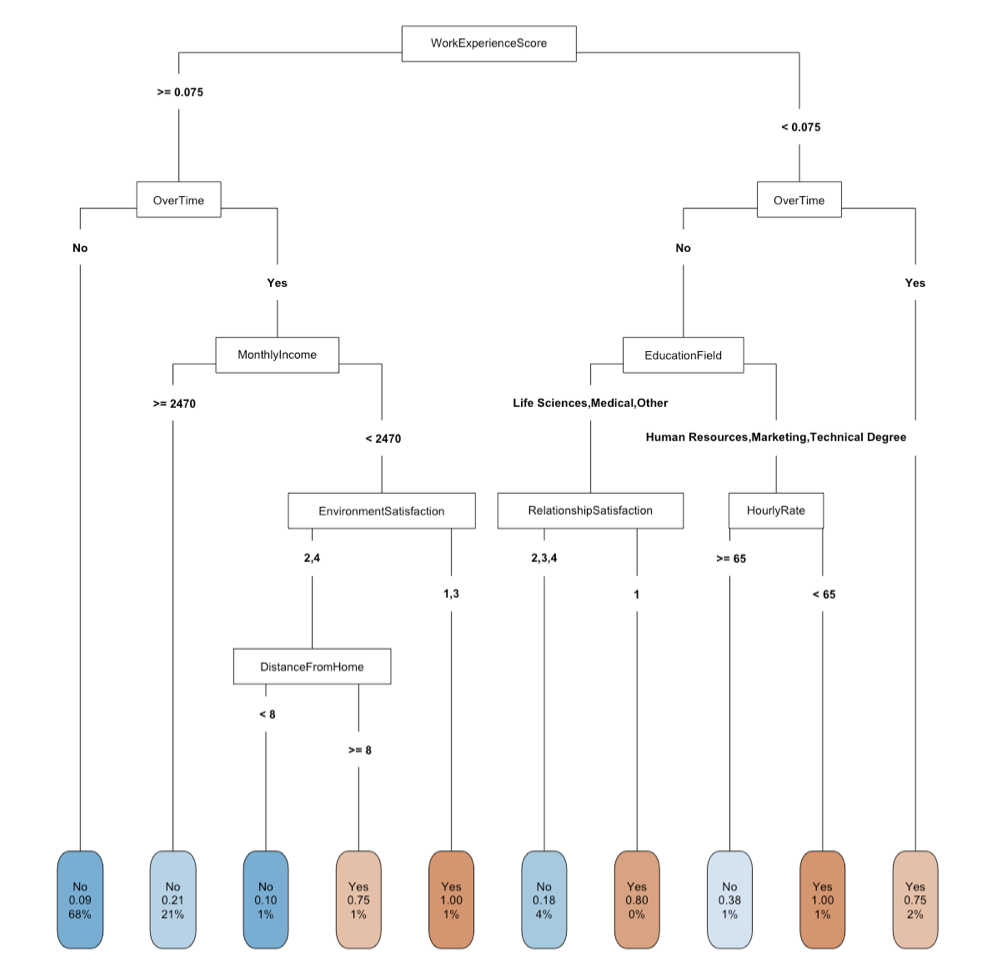 WorkExperienceScore
>= 0.075
< 0.075
OverTime
OverTime
No
No
Yes
Yes
MonthlyIncome
EducationField
>= 2470
Life Sciences,Medical,Other
< 2470
Human Resources,Marketing,Technical Degree
EnvironmentSatisfaction
RelationshipSatisfaction
HourlyRate
2,4
2,3,4
>= 65
1,3
1
< 65
DistanceFromHome
< 8
>= 8
No
0.09
68%
No
0.21
21%
No
0.10
1%
Yes
0.75
1%
Yes
1.00
1%
No
0.18
4%
Yes
0.80
0%
No
0.38
1%
Yes
1.00
1%
Yes
0.75
2%